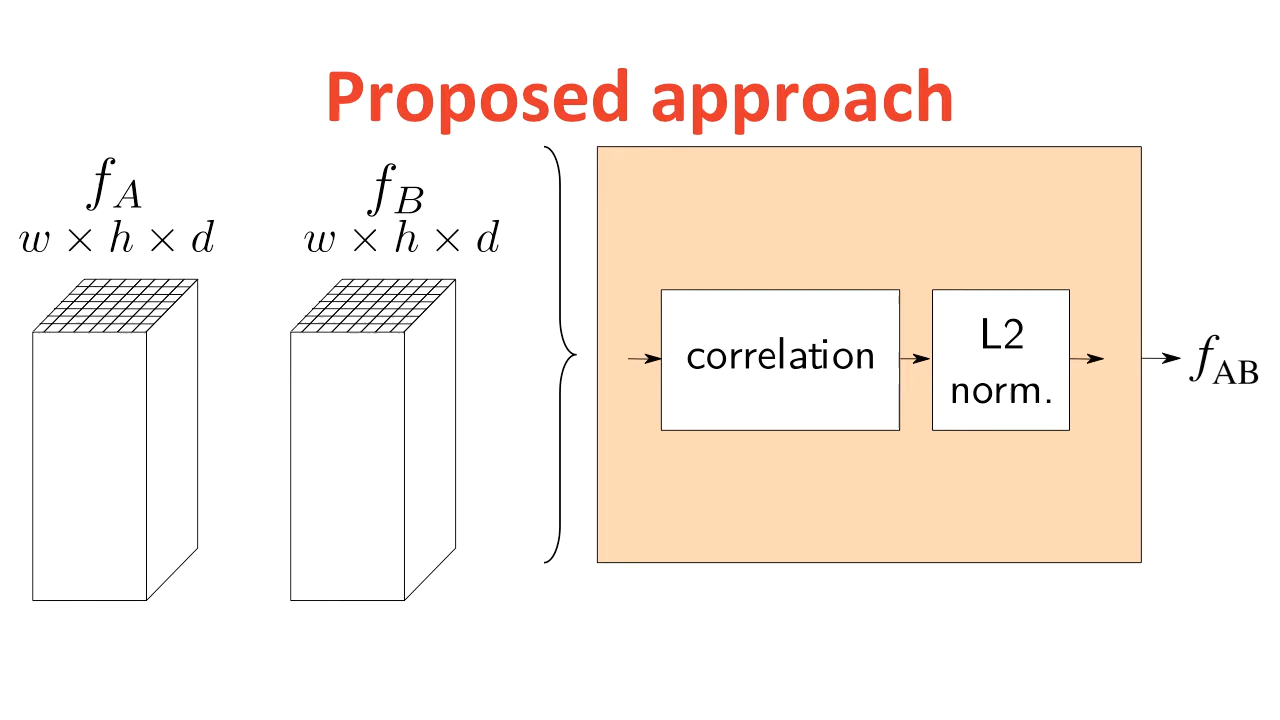 Proposed approach
f_A
w × h × d
f_B
w × h × d
correlation
L2
norm.
f_AB